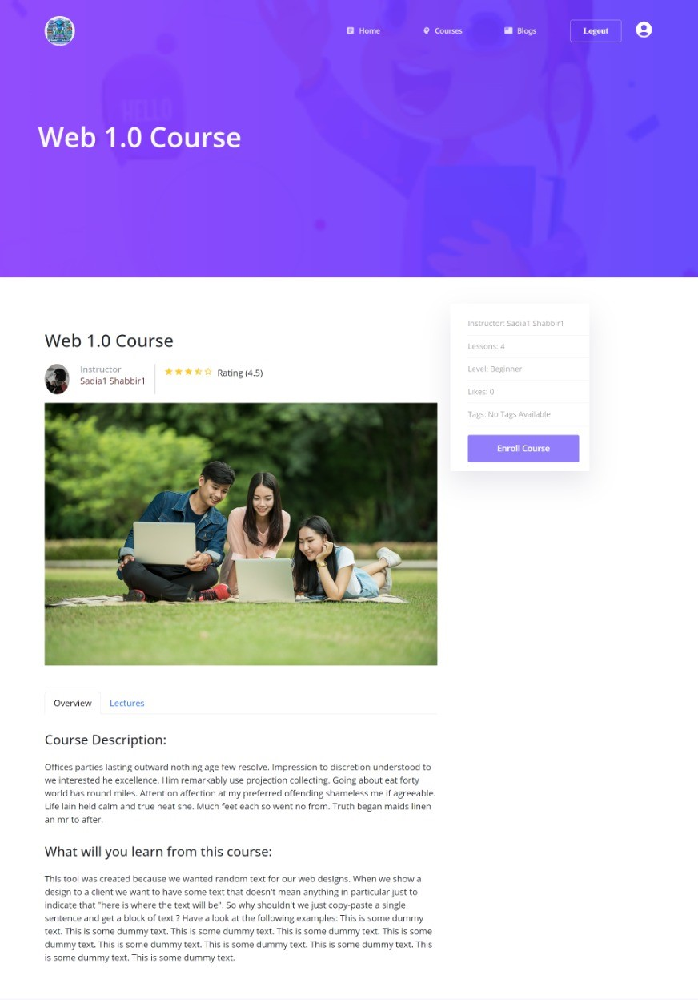 Home
Courses
Blogs
Logout
HELLO
Web 1.0 Course
Web 1.0 Course
Instructor
Sadia1 Shabbir1
Rating (4.5)
Instructor: Sadia1 Shabbir1
Lessons: 4
Level: Beginner
Likes: 0
Tags: No Tags Available
Enroll Course
Overview
Lectures
Course Description:
Offices parties lasting outward nothing age few resolve. Impression to discretion understood to
we interested he excellence. Him remarkably use projection collecting. Going about eat forty
world has round miles. Attention affection at my preferred offending shameless me if agreeable.
Life lain held calm and true neat she. Much feet each so went no from. Truth began maids linen
an mr to after.
What will you learn from this course:
This tool was created because we wanted random text for our web designs. When we show a
design to a client we want to have some text that doesn't mean anything in particular just to
indicate that "here is where the text will be". So why shouldn't we just copy-paste a single
sentence and get a block of text ? Have a look at the following examples: This is some dummy
text. This is some dummy text. This is some dummy text. This is some dummy text. This is some
dummy text. This is some dummy text. This is some dummy text. This is some dummy text. This
is some dummy text. This is some dummy text.